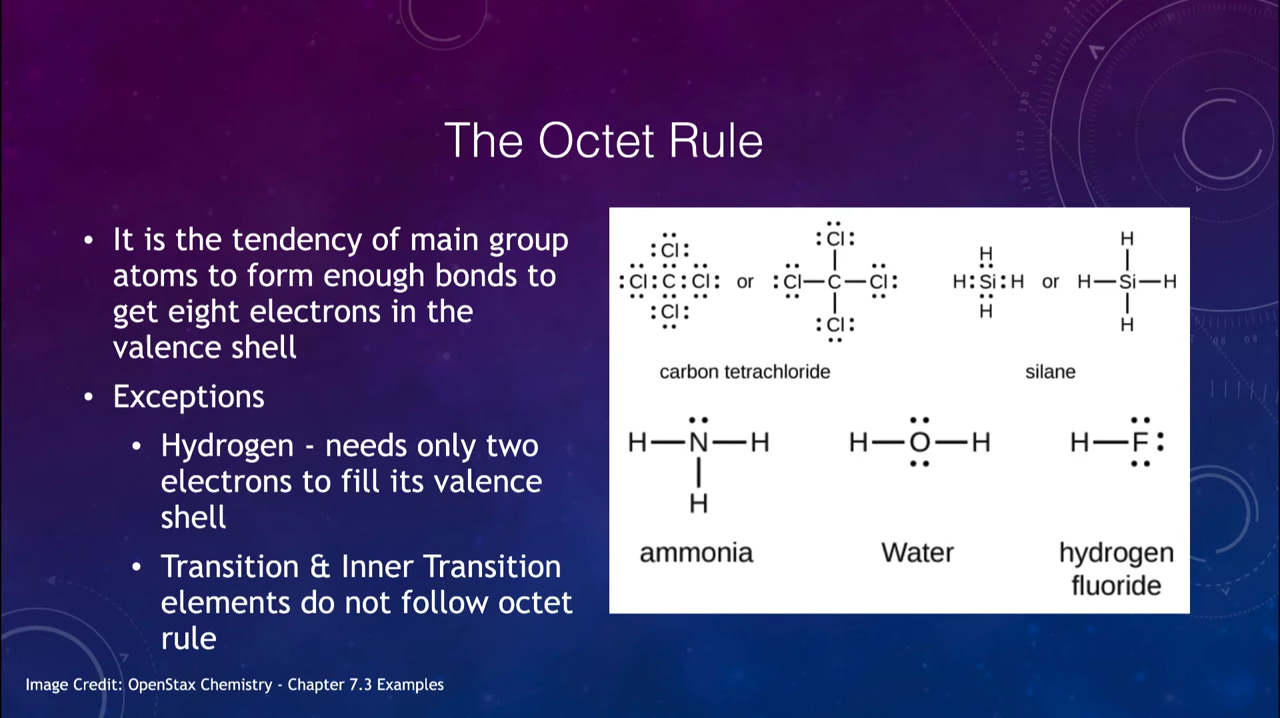 The Octet Rule
• It is the tendency of main group
atoms to form enough bonds to
get eight electrons in the
valence shell
• Exceptions
• Hydrogen - needs only two
electrons to fill its valence
shell
• Transition & Inner Transition
elements do not follow octet
rule
Cl
Cl C Cl
Cl
or
Cl
Cl—C—Cl
Cl
carbon tetrachloride
H
H:Si:H
H
or
H
H—Si—H
H
silane
H—N—H
H
ammonia
H—O—H
Water
H—F
hydrogen
fluoride
Image Credit: OpenStax Chemistry - Chapter 7.3 Examples